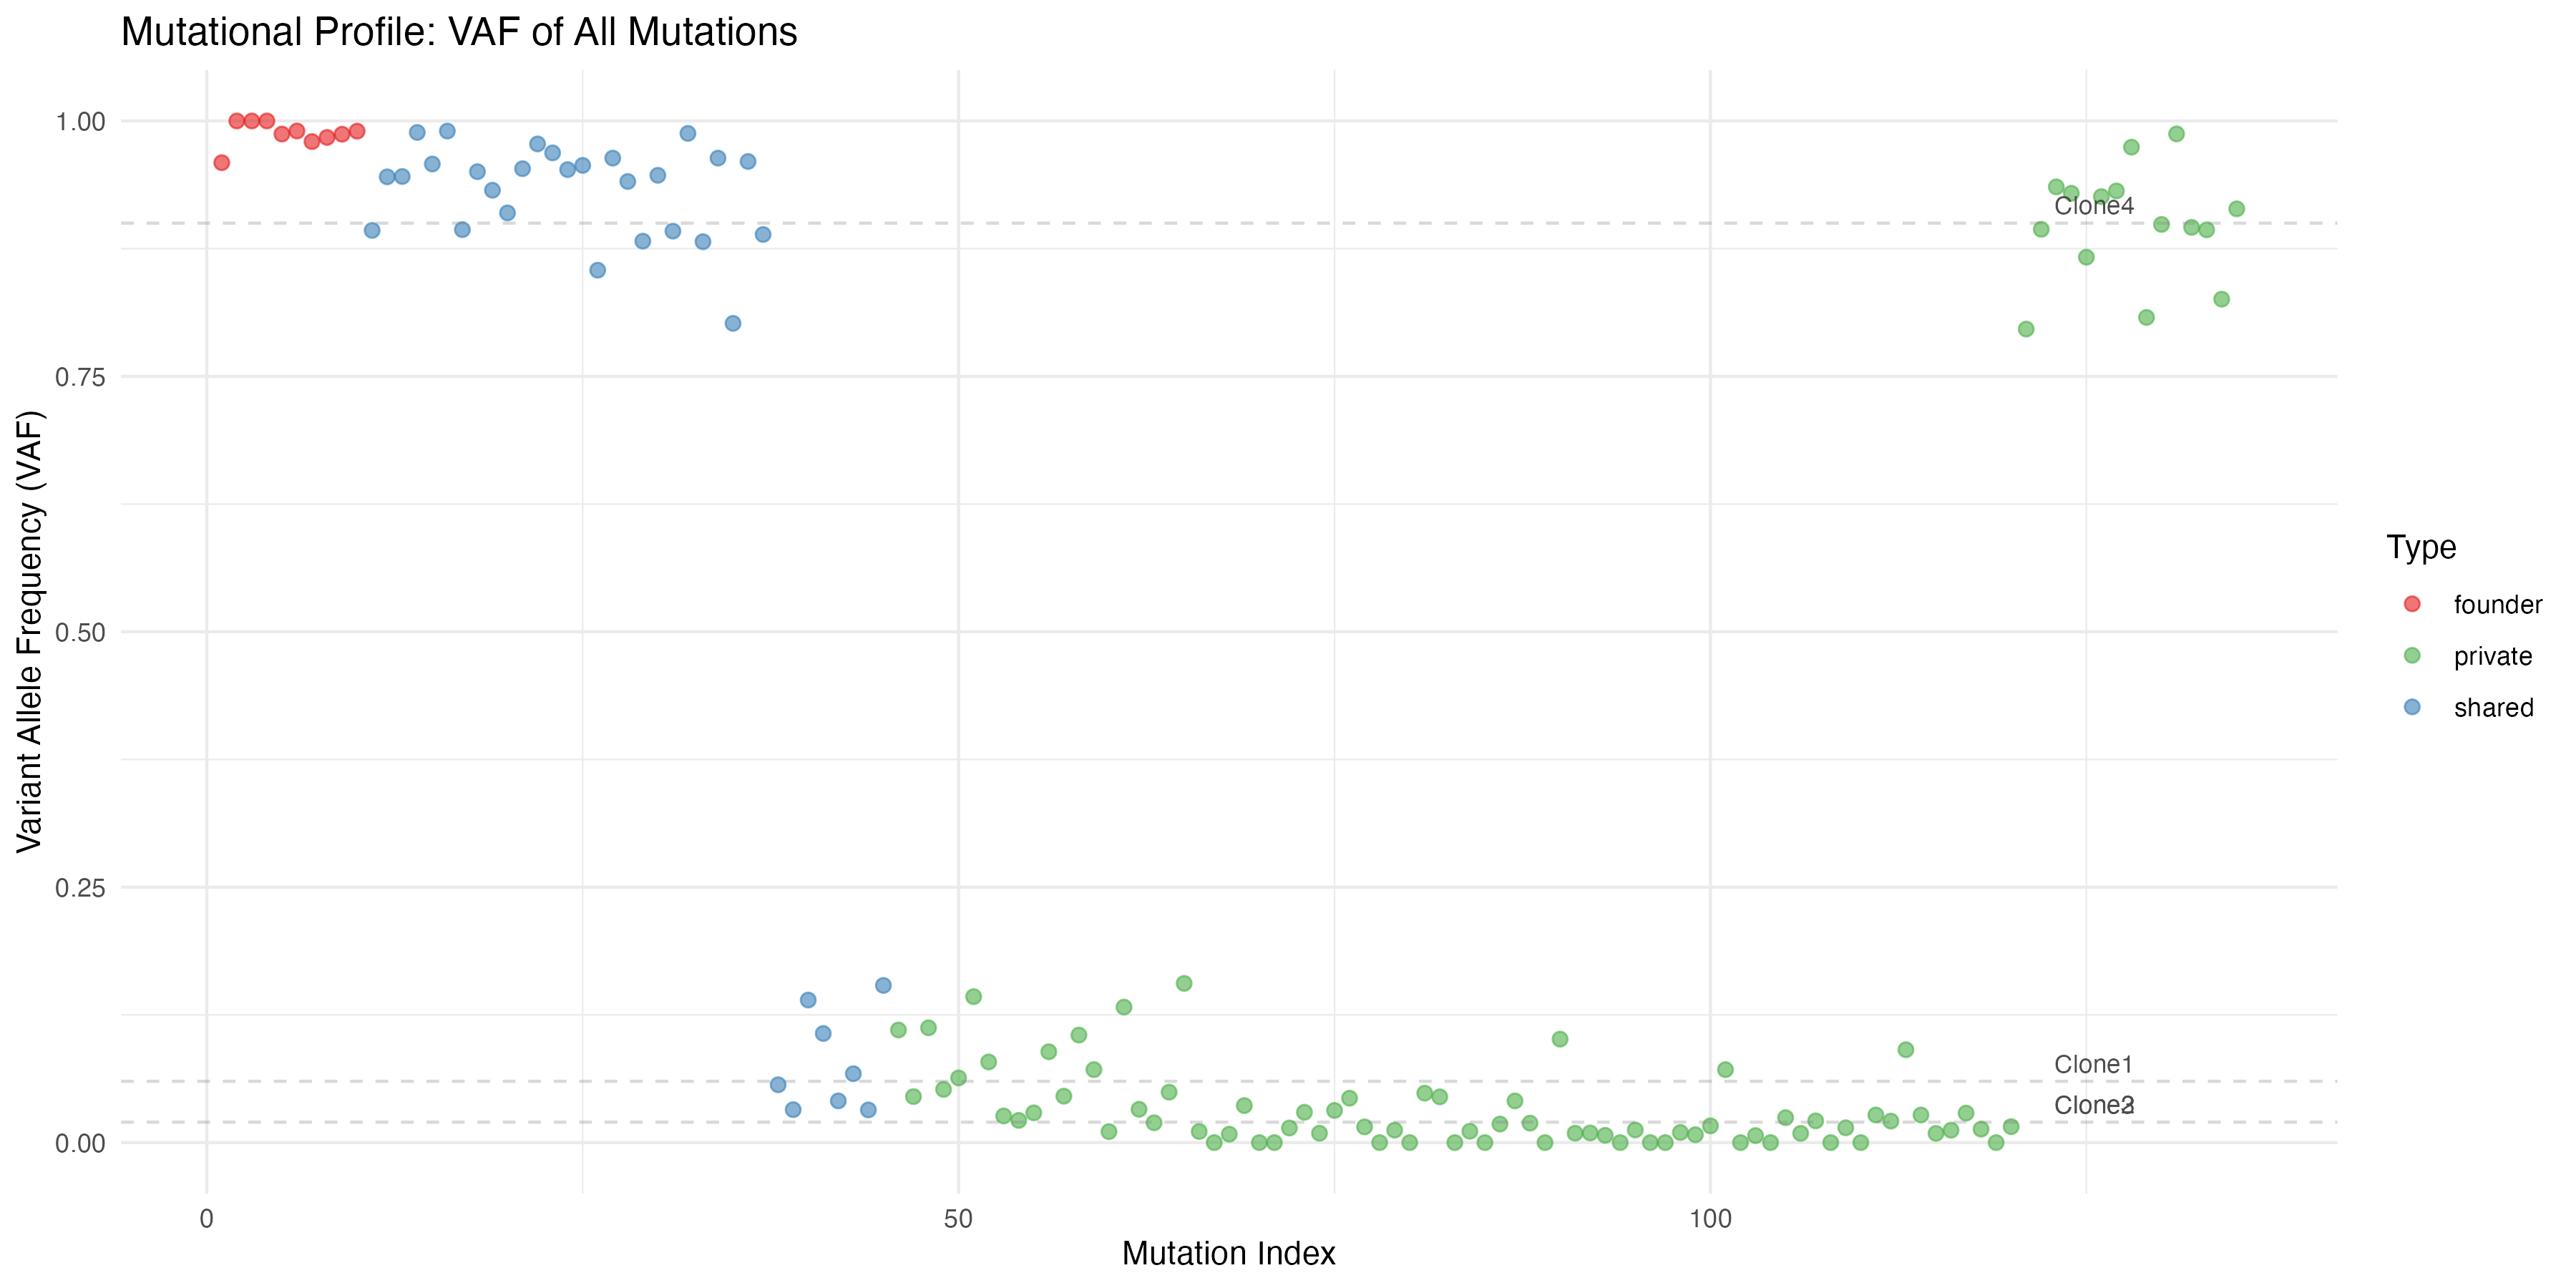 Mutational Profile: VAF of All Mutations
Variant Allele Frequency (VAF)
1.00
0.75
0.50
0.25
0.00
Clone4
Clone1
0
50
100
Mutation Index
Type
founder
private
shared